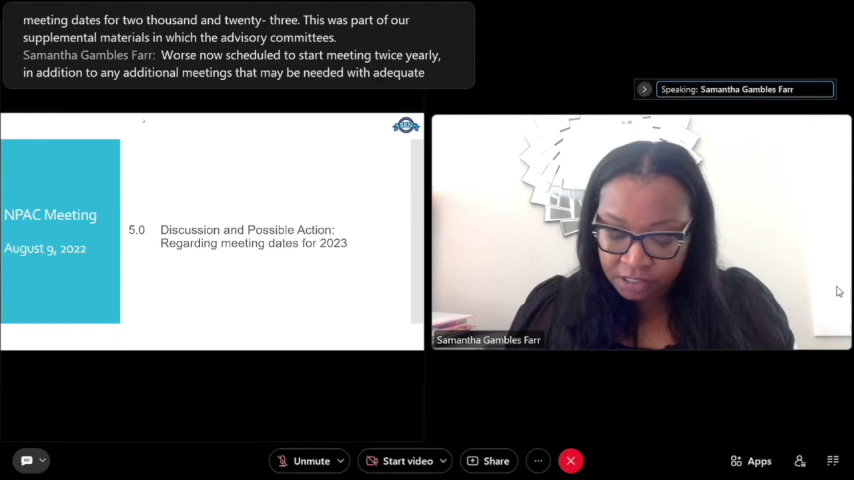 meeting dates for two thousand and twenty- three. This was part of our
supplemental materials in which the advisory committees.
Samantha Gambles Farr: Worse now scheduled to start meeting twice yearly,
in addition to any additional meetings that may be needed with adequate
Speaking: Samantha Gambles Farr
NPAC Meeting
August 9, 2022
5.0 Discussion and Possible Action:
Regarding meeting dates for 2023
Samantha Gambles Farr
Unmute
Start video
Share
Apps